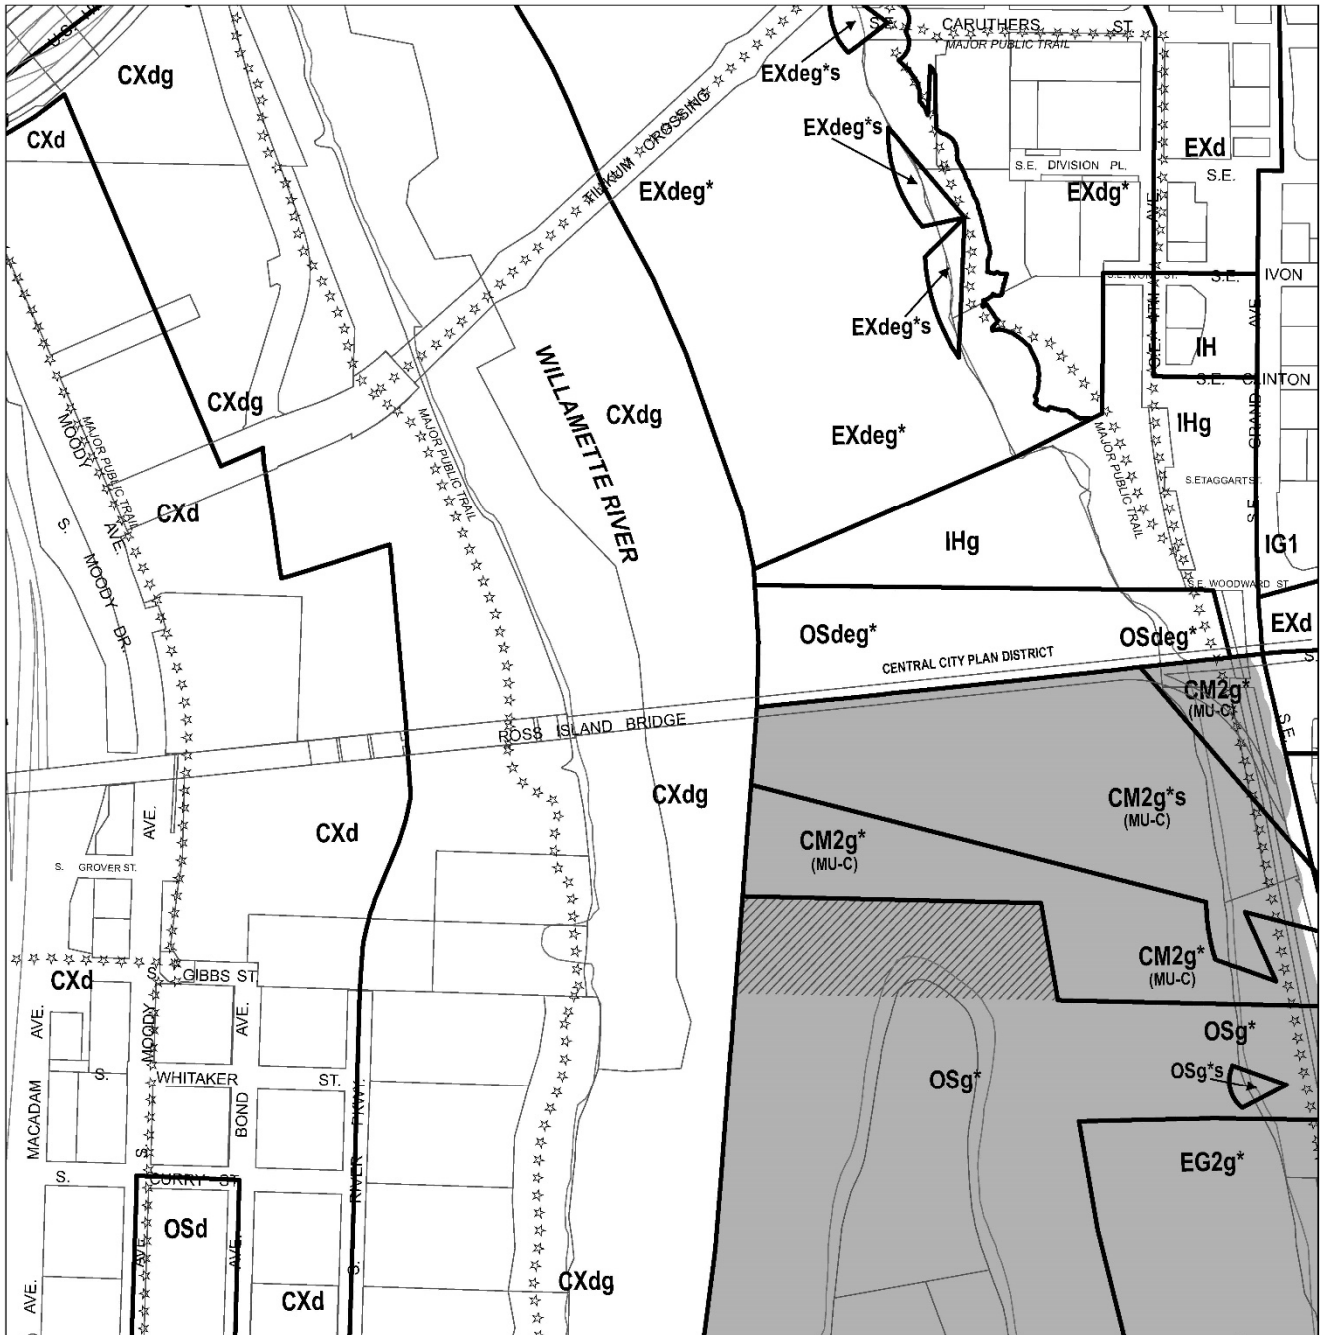 U.S.
S.E. CARUTHERS ST
MAJOR PUBLIC TRAIL
CXdg
EXdeg*s
TILIKUM CROSSING
CXd
EXdeg*s
EXd
S.E. DIVISION PL.
S.E.
EXdeg*
EXdg*
AVE.
S.E. IVON ST.
S.E. IVON
EXdeg*s
S.E. 4TH
AVE.
IH
S.E. CLINTON
WILLAMETTE RIVER
CXdg
CXdg
EXdeg*
IHg
GRAND
MOODY
MAJOR PUBLIC TRAIL
MAJOR PUBLIC TRAIL
MAJOR PUBLIC TRAIL
S.E. TAGGART ST.
S.E.
CXd
S.
AVE.
IHg
IG1
MOODY
S.E. WOODWARD ST.
DR.
OSdeg*
OSdeg*
EXd
CENTRAL CITY PLAN DISTRICT
S.
CM2g*
(MU-C)
ROSS ISLAND BRIDGE
S.E.
CXdg
CM2g*s
(MU-C)
AVE.
CXd
CM2g*
(MU-C)
S. GROVER ST.
CM2g*
(MU-C)
CXd
S. GIBBS ST
AVE.
MOODY
S.
AVE.
OSg*
OSg*s
S.
WHITAKER ST.
OSg*
MACADAM
BOND
PKWY.
S.
EG2g*
S.
CURRY ST
RIVER
OSd
AVE.
AVE.
S.
CXdg
CXd
AVE.